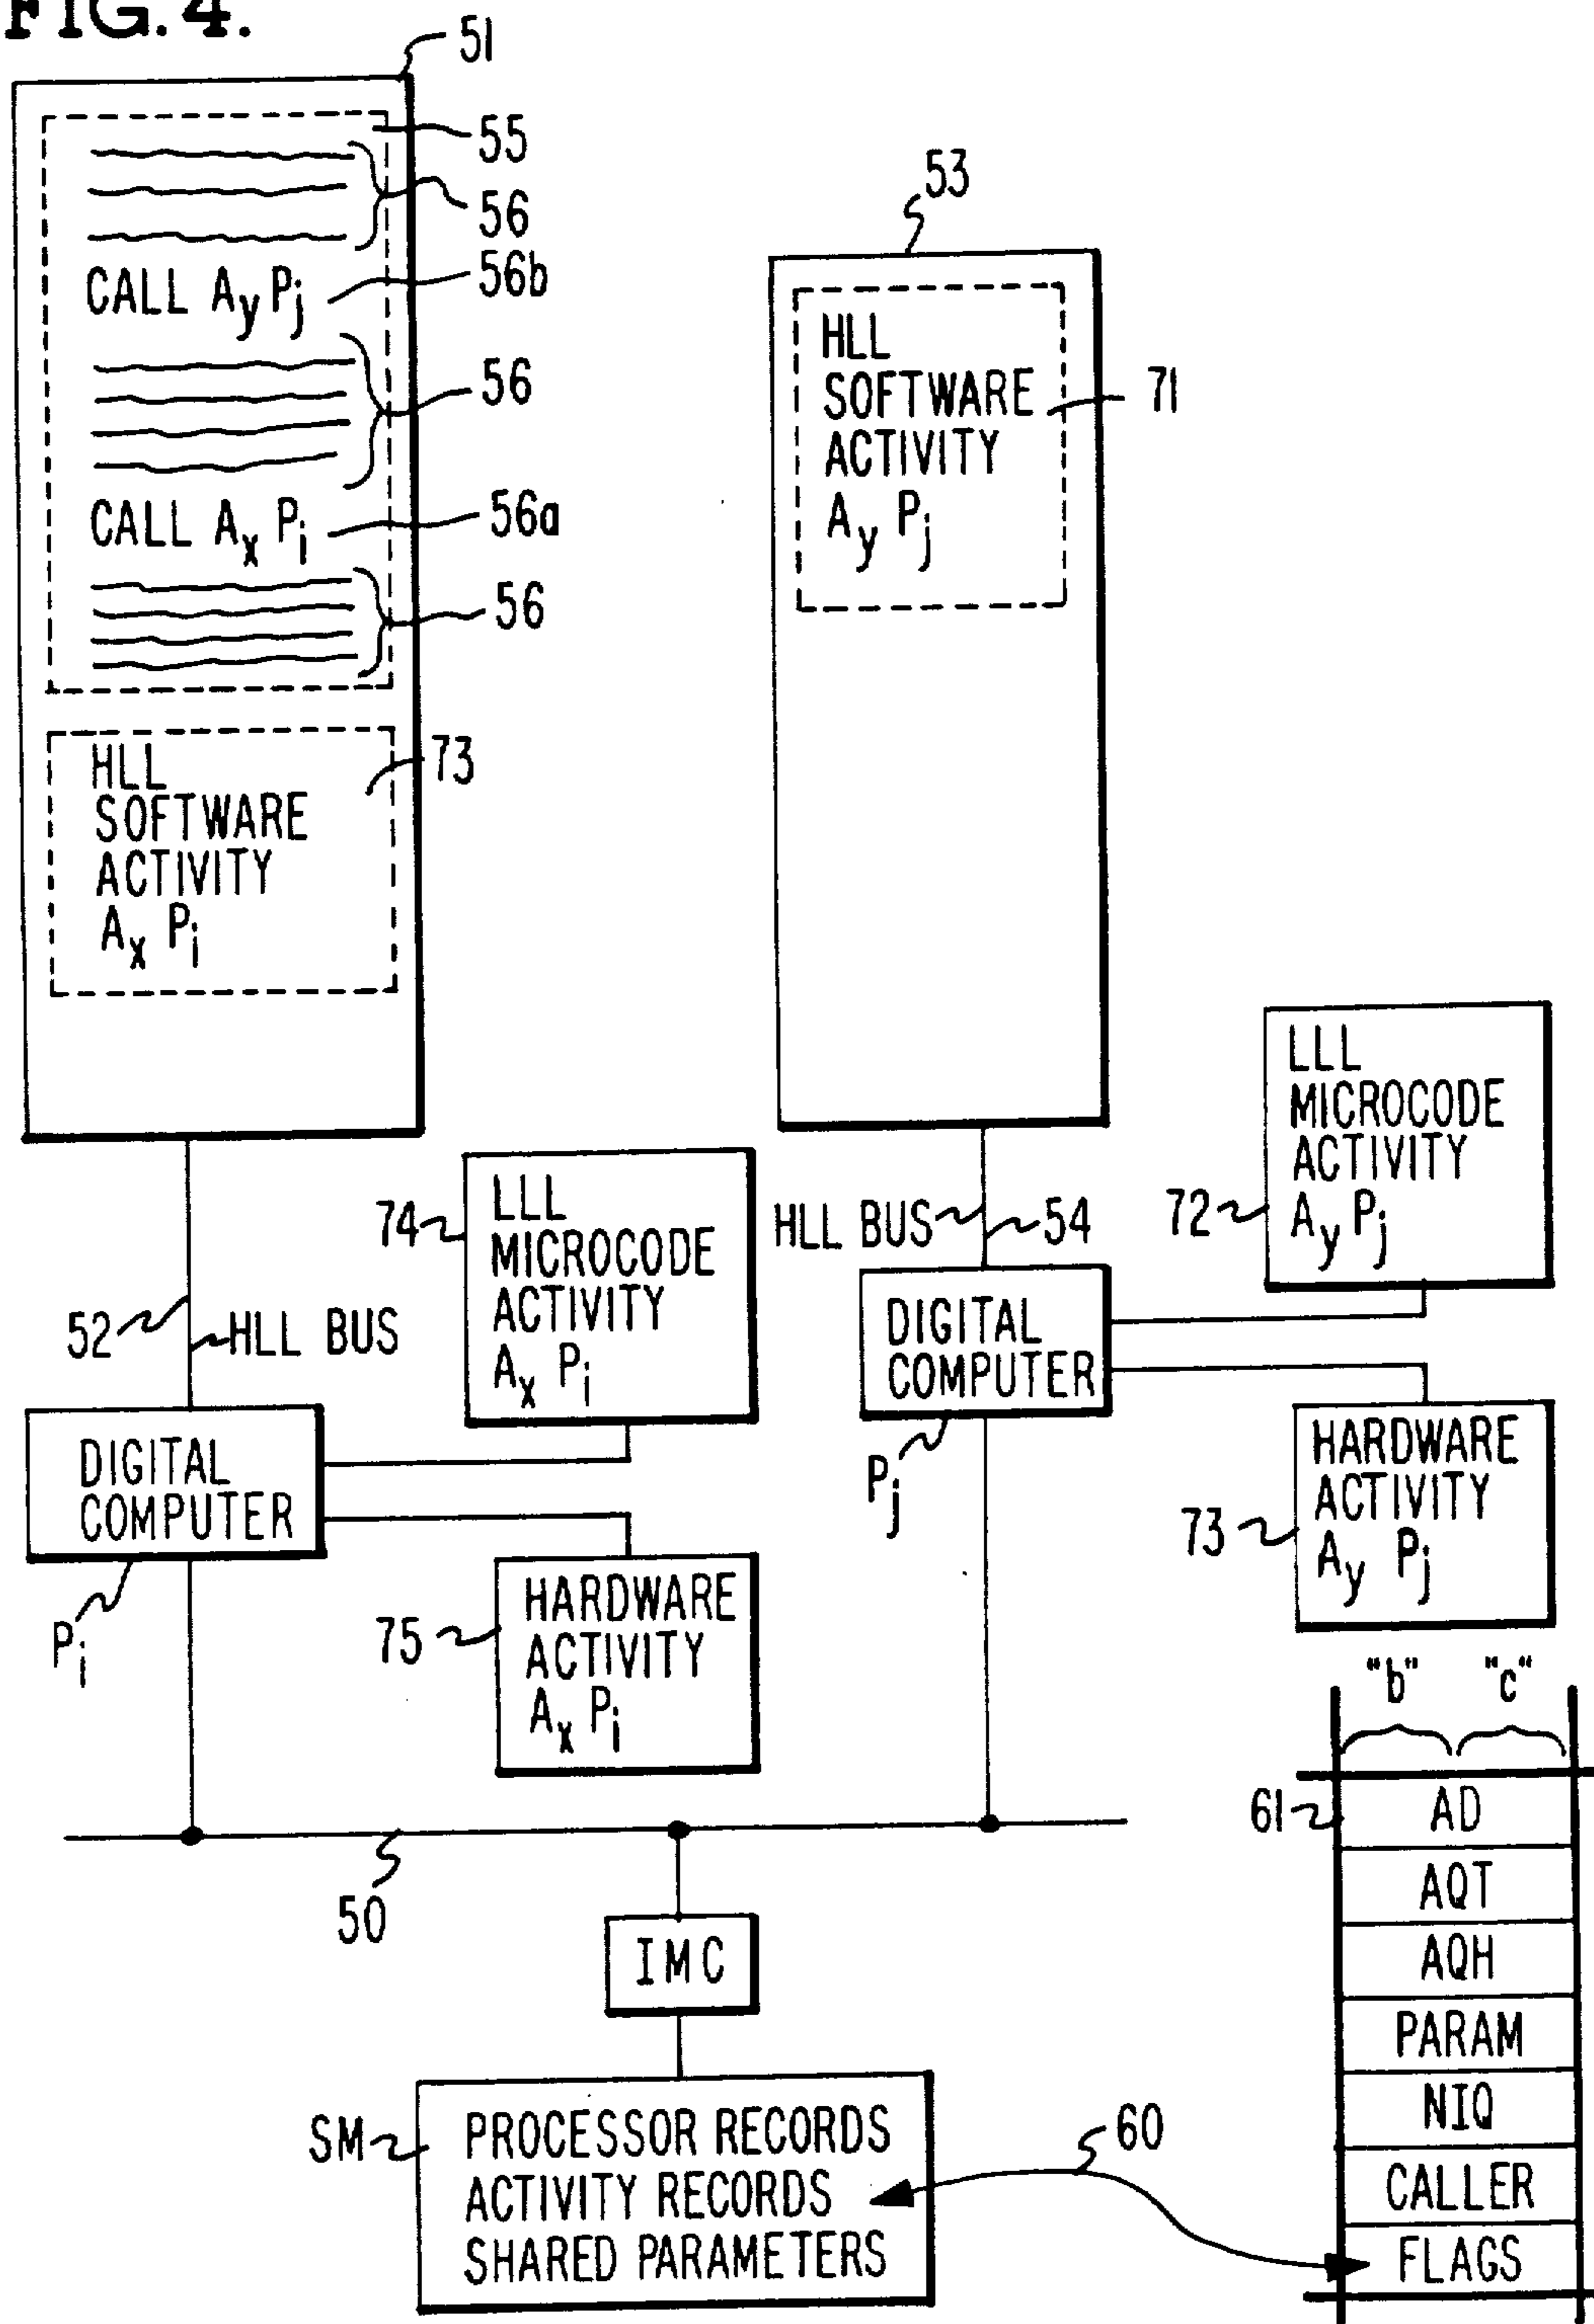 FIG. 4.
51
55
56
CALL Ay Pj
56b
56
CALL Ax Pi
56a
56
HLL
SOFTWARE
ACTIVITY
Ax Pi
73
53
HLL
SOFTWARE
ACTIVITY
Ay Pj
71
52
HLL BUS
74
LLL
MICROCODE
ACTIVITY
Ax Pi
HLL BUS
54
72
LLL
MICROCODE
ACTIVITY
Ay Pj
DIGITAL
COMPUTER
Pi
DIGITAL
COMPUTER
Pj
75
HARDWARE
ACTIVITY
Ax Pi
73
HARDWARE
ACTIVITY
Ay Pj
50
IMC
SM
PROCESSOR RECORDS
ACTIVITY RECORDS
SHARED PARAMETERS
60
"b" "c"
61
AD
AQT
AQH
PARAM
NIQ
CALLER
FLAGS